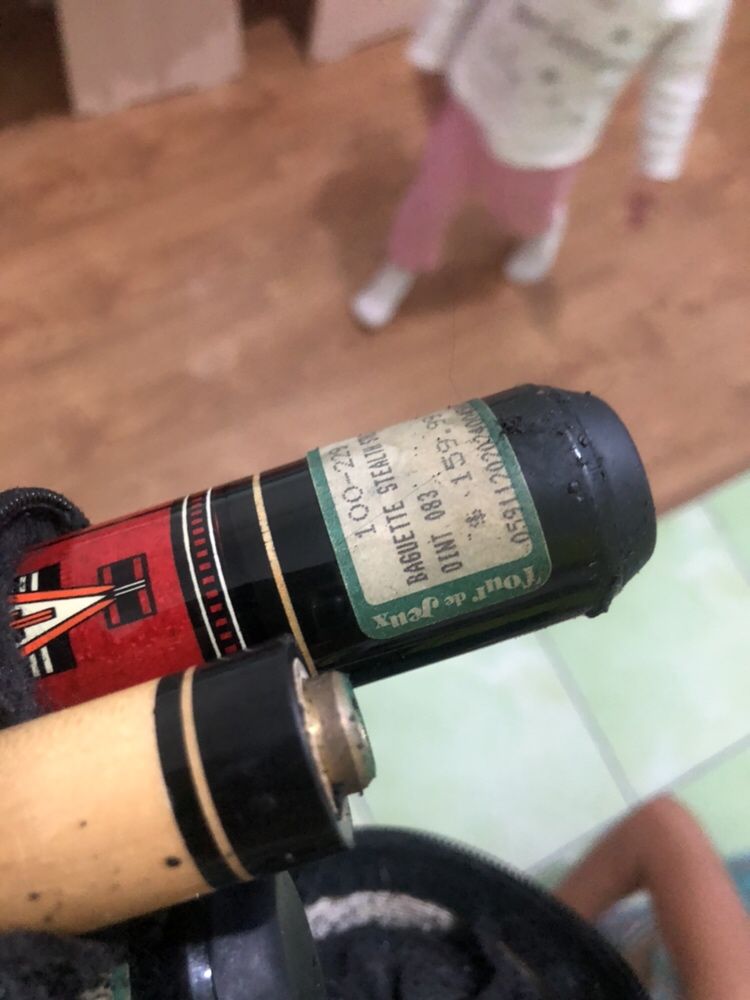 100-22
BAGUETTE STEALTH
OINT 083
$ 159.9
Tour de Jeux